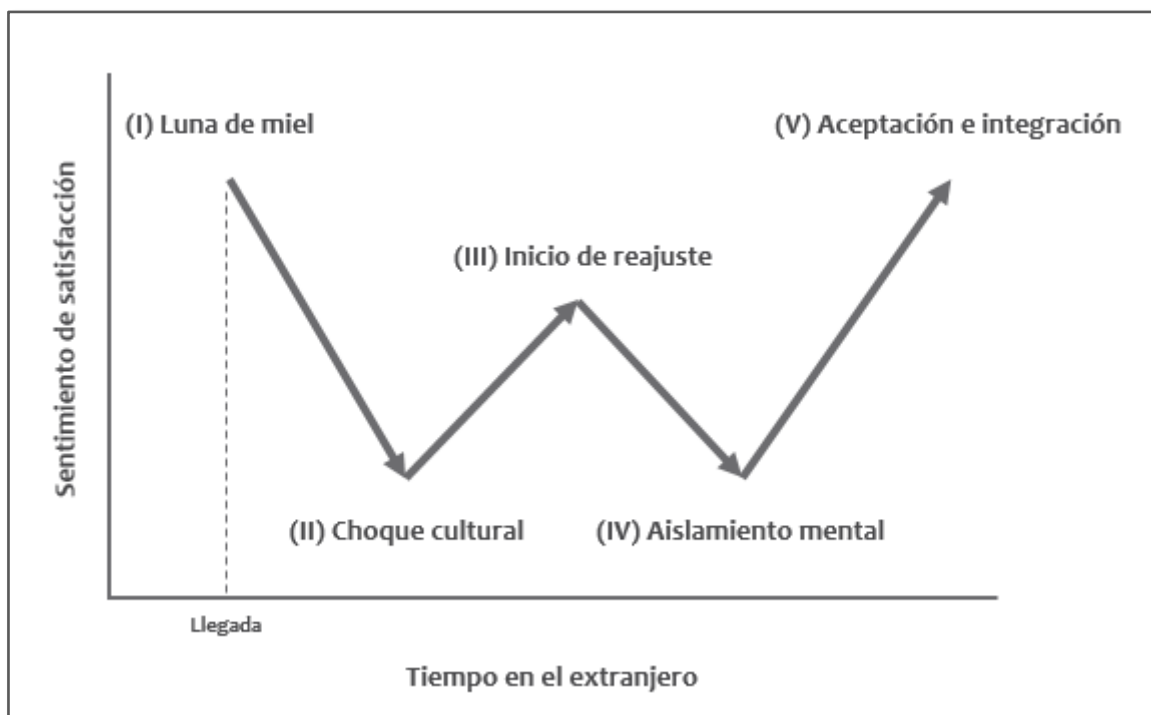 (I) Luna de miel
(V) Aceptación e integración
Sentimiento de satisfacción
(III) Inicio de reajuste
(II) Choque cultural
(IV) Aislamiento mental
Llegada
Tiempo en el extranjero